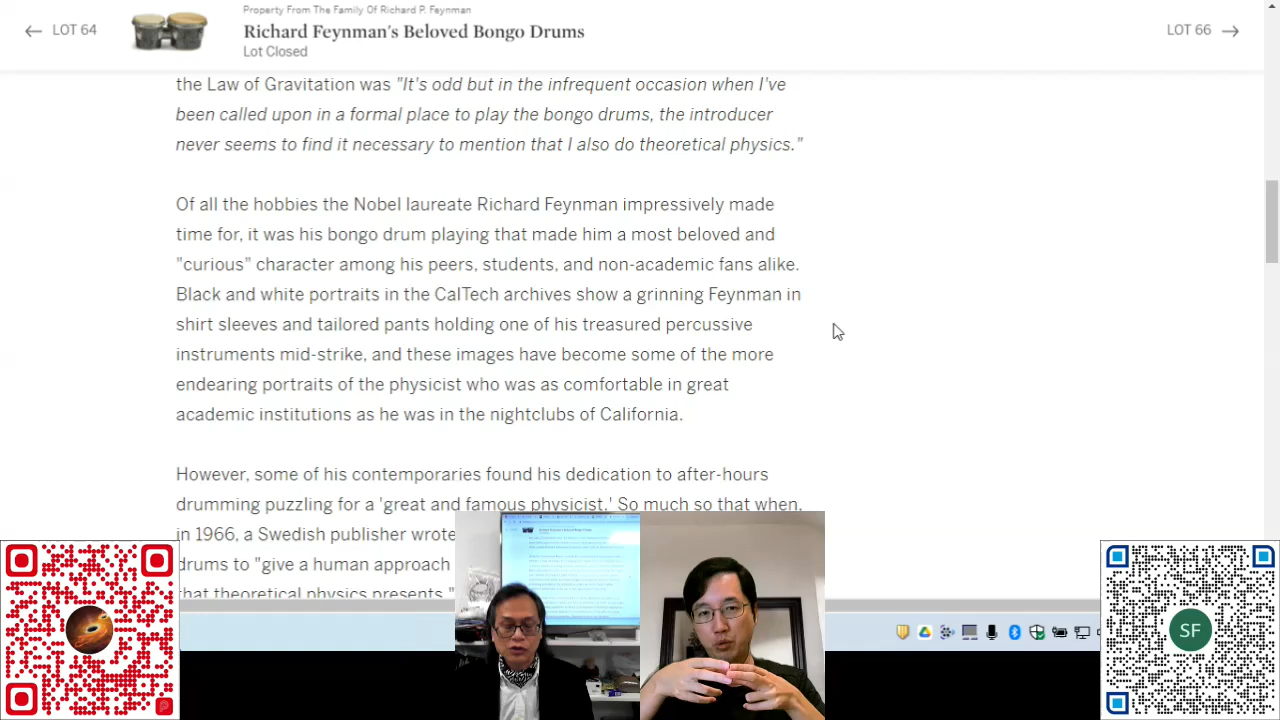 Property From The Family Of Richard P. Feynman
LOT 64
Richard Feynman's Beloved Bongo Drums
LOT 66
Lot Closed
the Law of Gravitation was "It's odd but in the infrequent occasion when I've
been called upon in a formal place to play the bongo drums, the introducer
never seems to find it necessary to mention that I also do theoretical physics."
Of all the hobbies the Nobel laureate Richard Feynman impressively made
time for, it was his bongo drum playing that made him a most beloved and
"curious" character among his peers, students, and non-academic fans alike.
Black and white portraits in the CalTech archives show a grinning Feynman in
shirt sleeves and tailored pants holding one of his treasured percussive
instruments mid-strike, and these images have become some of the more
endearing portraits of the physicist who was as comfortable in great
academic institutions as he was in the nightclubs of California.
However, some of his contemporaries found his dedication to after-hours
drumming puzzling for a 'great and famous physicist.' So much so that when,
in 1966, a Swedish publisher wrote
drums to "give a human approach
that theoretical physics presents."
SF